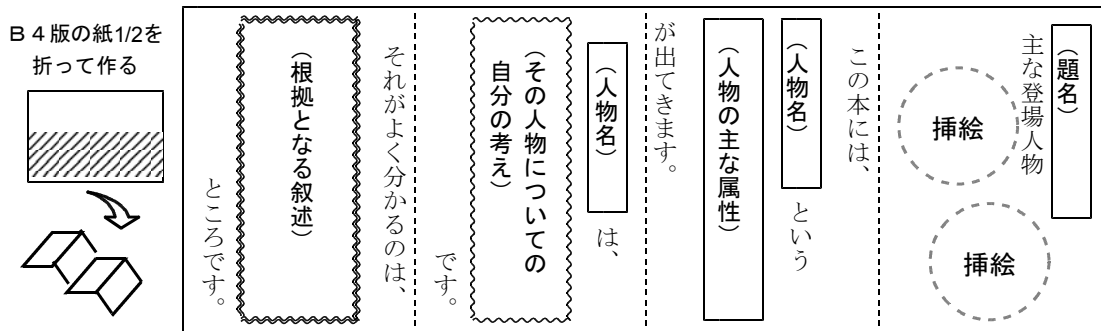 B4版の紙1/2を
折って作る
（題名）
主な登場人物
挿絵
挿絵
この本には、
（人物名）
という
（人物の主な属性）
が出てきます。
（人物名）
は、
（その人物についての
自分の考え）
です。
それがよく分かるのは、
（根拠となる叙述）
ところです。